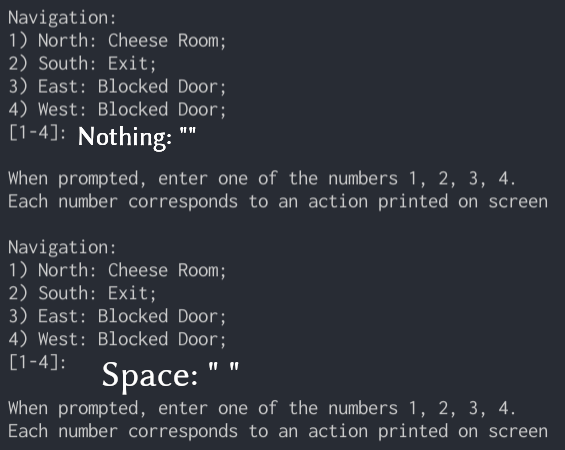 Navigation:
1) North: Cheese Room;
2) South: Exit;
3) East: Blocked Door;
4) West: Blocked Door;
[1-4]: Nothing: ""
When prompted, enter one of the numbers 1, 2, 3, 4.
Each number corresponds to an action printed on screen
Navigation:
1) North: Cheese Room;
2) South: Exit;
3) East: Blocked Door;
4) West: Blocked Door;
[1-4]:
Space: " "
When prompted, enter one of the numbers 1, 2, 3, 4.
Each number corresponds to an action printed on screen